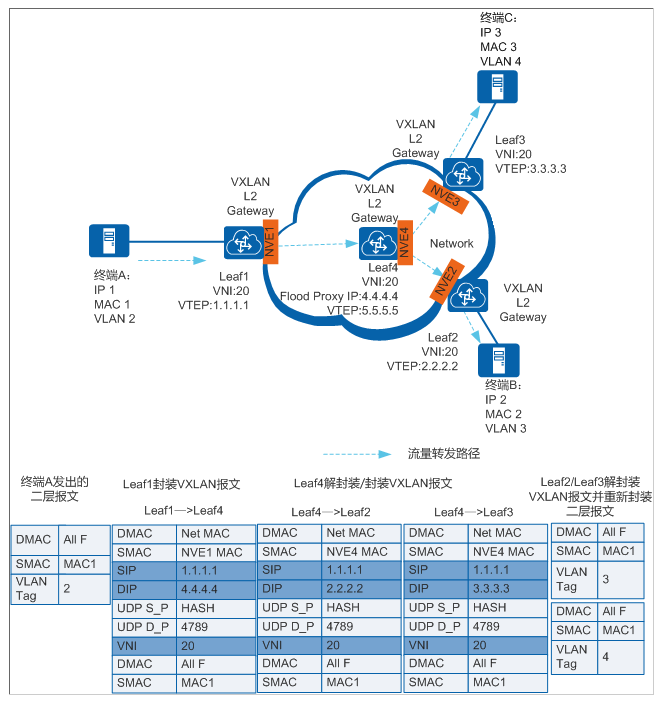 终端C:
IP 3
MAC 3
VLAN 4
VXLAN
L2
Gateway
Leaf3
VNI:20
VTEP:3.3.3.3
NVE3
VXLAN
L2
Gateway
NVE1
VXLAN
L2
Gateway
NVE4
Network
终端A:
IP 1
MAC 1
VLAN 2
Leaf1
VNI:20
VTEP:1.1.1.1
Leaf4
VNI:20
Flood Proxy IP:4.4.4.4
VTEP:5.5.5.5
NVE2
VXLAN
L2
Gateway
Leaf2
VNI:20
VTEP:2.2.2.2
终端B:
IP 2
MAC 2
VLAN 3
流量转发路径
终端A发出的
二层报文
DMAC All F
SMAC MAC1
VLAN Tag 2
Leaf1封装VXLAN报文
Leaf1—>Leaf4
DMAC Net MAC
SMAC NVE1 MAC
SIP 1.1.1.1
DIP 4.4.4.4
UDP S_P HASH
UDP D_P 4789
VNI 20
DMAC All F
SMAC MAC1
Leaf4解封装/封装VXLAN报文
Leaf4—>Leaf2
DMAC Net MAC
SMAC NVE4 MAC
SIP 1.1.1.1
DIP 2.2.2.2
UDP S_P HASH
UDP D_P 4789
VNI 20
DMAC All F
SMAC MAC1
Leaf4—>Leaf3
DMAC Net MAC
SMAC NVE4 MAC
SIP 1.1.1.1
DIP 3.3.3.3
UDP S_P HASH
UDP D_P 4789
VNI 20
DMAC All F
SMAC MAC1
Leaf2/Leaf3解封装
VXLAN报文并重新封装
二层报文
DMAC All F
SMAC MAC1
VLAN Tag 3
DMAC All F
SMAC MAC1
VLAN Tag 4